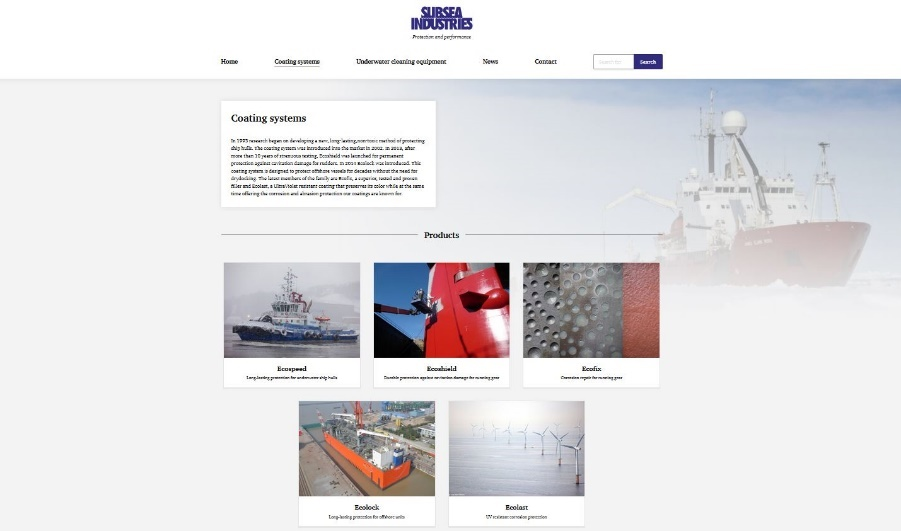 SUBSEA
INDUSTRIES
Protection and performance
Home Coating systems Underwater cleaning equipment News Contact Search
Coating systems
In 1993 research began on developing a new, long-lasting, nontoxic method of protecting
ship hulls. The coating system was introduced into the market in 2002. In 2010, after
more than 10 years of strenuous testing, Ecoshield was launched for permanent
protection against cavitation damage for rudders. In 2011 Ecolock was introduced. This
coating system is designed to protect offshore vessels for decades without the need for
drydocking. The latest members of the family are Ecofix, a superior, tested and proven
filler and Ecolast, a UltraViolet resistant coating that preserves its color while at the same
time offering the corrosion and abrasion protection our coatings are known for.
Products
Ecospeed
Long-lasting protection for underwater ship hulls
Ecoshield
Durable protection against cavitation damage for running gear
Ecofix
Corrosion repair for running gear
Ecolock
Long-lasting protection for offshore units
Ecolast
UV resistant corrosion protection